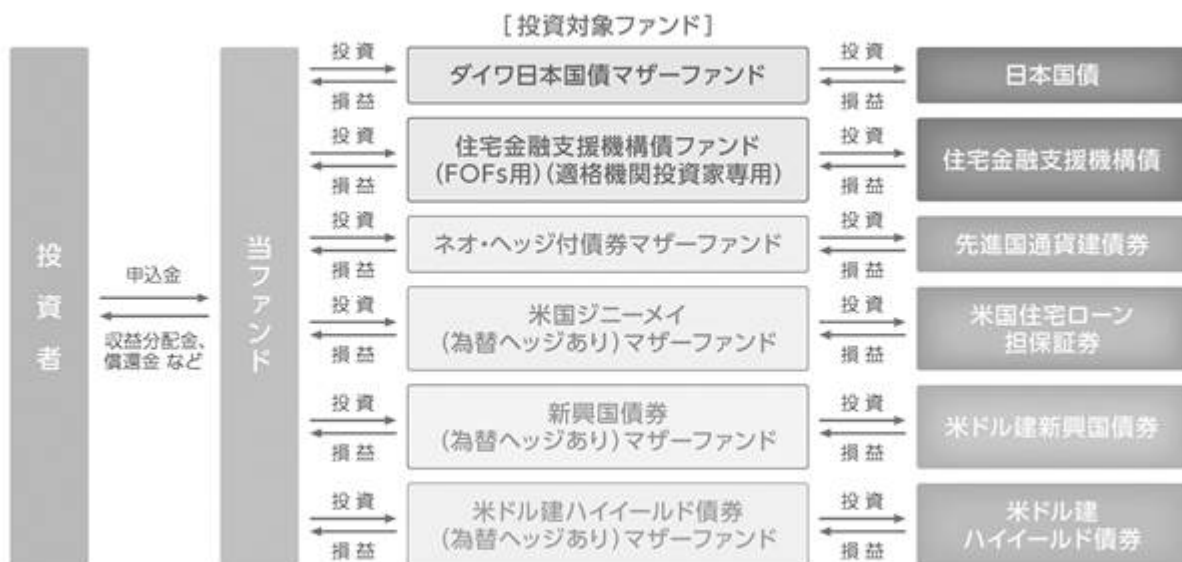 [投資対象ファンド]
投資者
申込金
収益分配金、
償還金 など
当ファンド
投資
損益
ダイワ日本国債マザーファンド
投資
損益
日本国債
投資
損益
住宅金融支援機構債ファンド
(FOFs用)(適格機関投資家専用)
投資
損益
住宅金融支援機構債
投資
損益
ネオ・ヘッジ付債券マザーファンド
投資
損益
先進国通貨建債券
投資
損益
米国ジニーメイ
(為替ヘッジあり)マザーファンド
投資
損益
米国住宅ローン
担保証券
投資
損益
新興国債券
(為替ヘッジあり)マザーファンド
投資
損益
米ドル建新興国債券
投資
損益
米ドル建ハイイールド債券
(為替ヘッジあり)マザーファンド
投資
損益
米ドル建
ハイイールド債券